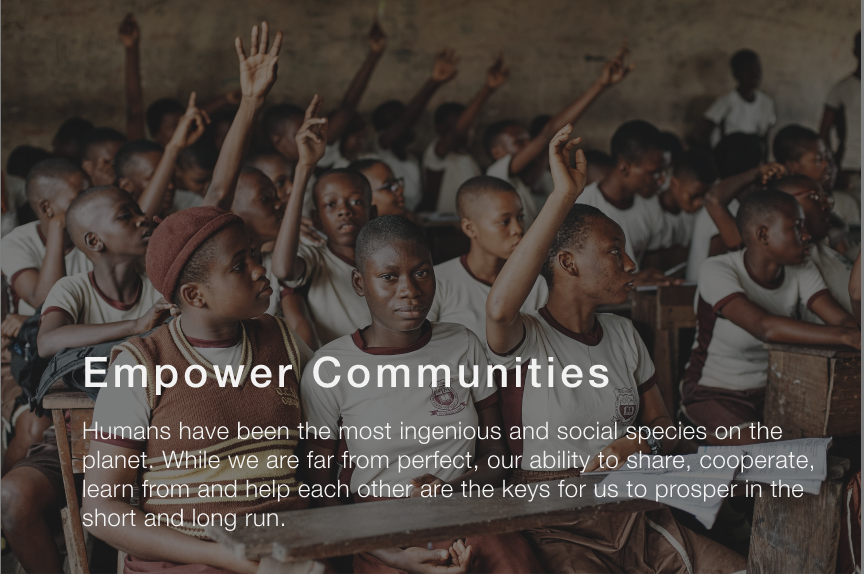 Empower Communities
Humans have been the most ingenious and social species on the
planet. While we are far from perfect, our ability to share, cooperate,
learn from and help each other are the keys for us to prosper in the
short and long run.